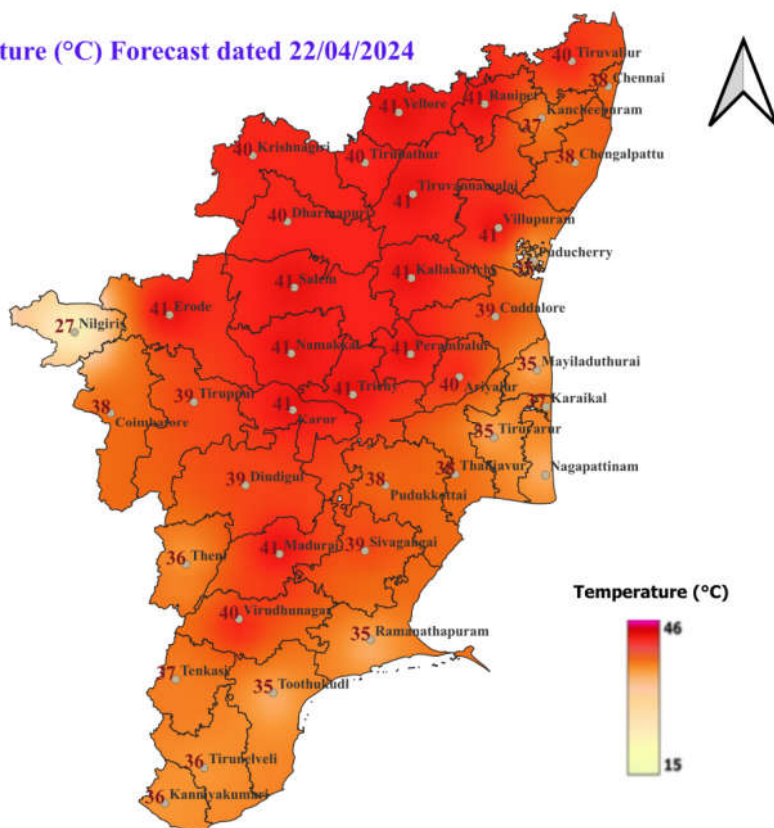 ture (°C) Forecast dated 22/04/2024
40 Tiruvallur
38 Chennai
41 Vellore
41 Ranipet
37 Kancheepuram
40 Krishnagiri
40 Tirupathur
38 Chengalpattu
41 Tiruvannamalai
40 Dharmapuri
41 Villupuram
Puducherry
41 Salem
41 Kallakurichi
41 Erode
39 Cuddalore
27 Nilgiris
41 Namakkal
41 Perambalur
35 Mayiladuthurai
40 Ariyalur
41 Trichy
39 Tiruppur
Karaikal
38 Coimbatore
41 Karur
35 Tiruvarur
39 Dindigul
38 Pudukkottai
Thanjavur
Nagapattinam
36 Theni
41 Madurai
39 Sivagangai
Temperature (°C)
46
15
40 Virudhunagar
35 Ramanathapuram
37 Tenkasi
35 Toothukudi
36 Tirunelveli
36 Kanniyakumari